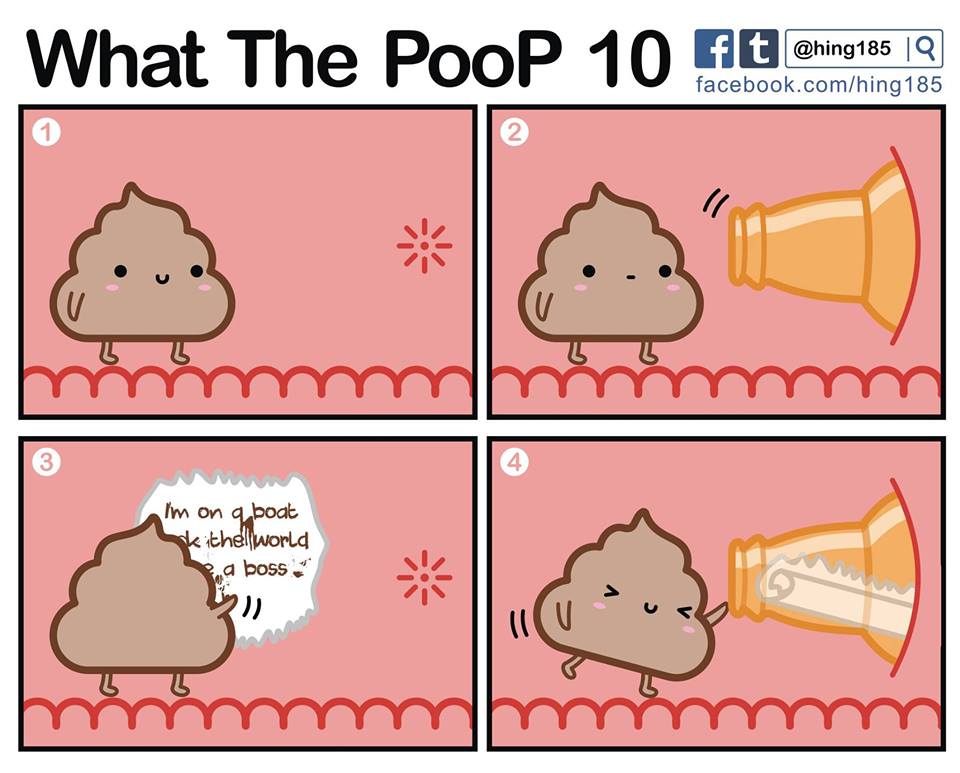 What The PooP 10
f t @hing185
facebook.com/hing185
1
2
3
I'm on a boat
the world
a boss
4